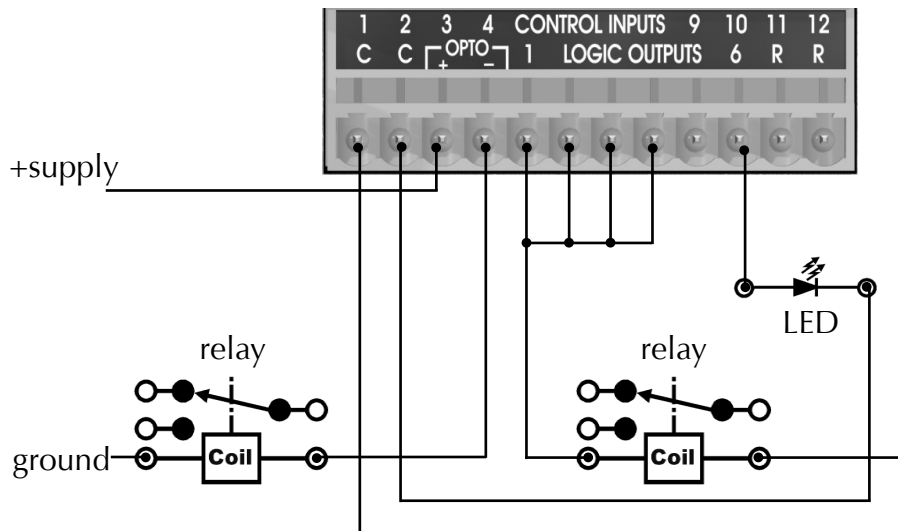 1 2 3 4 CONTROL INPUTS 9 10 11 12
C C OPTO 1 LOGIC OUTPUTS 6 R R
+ −
+supply
LED
relay relay
ground Coil Coil